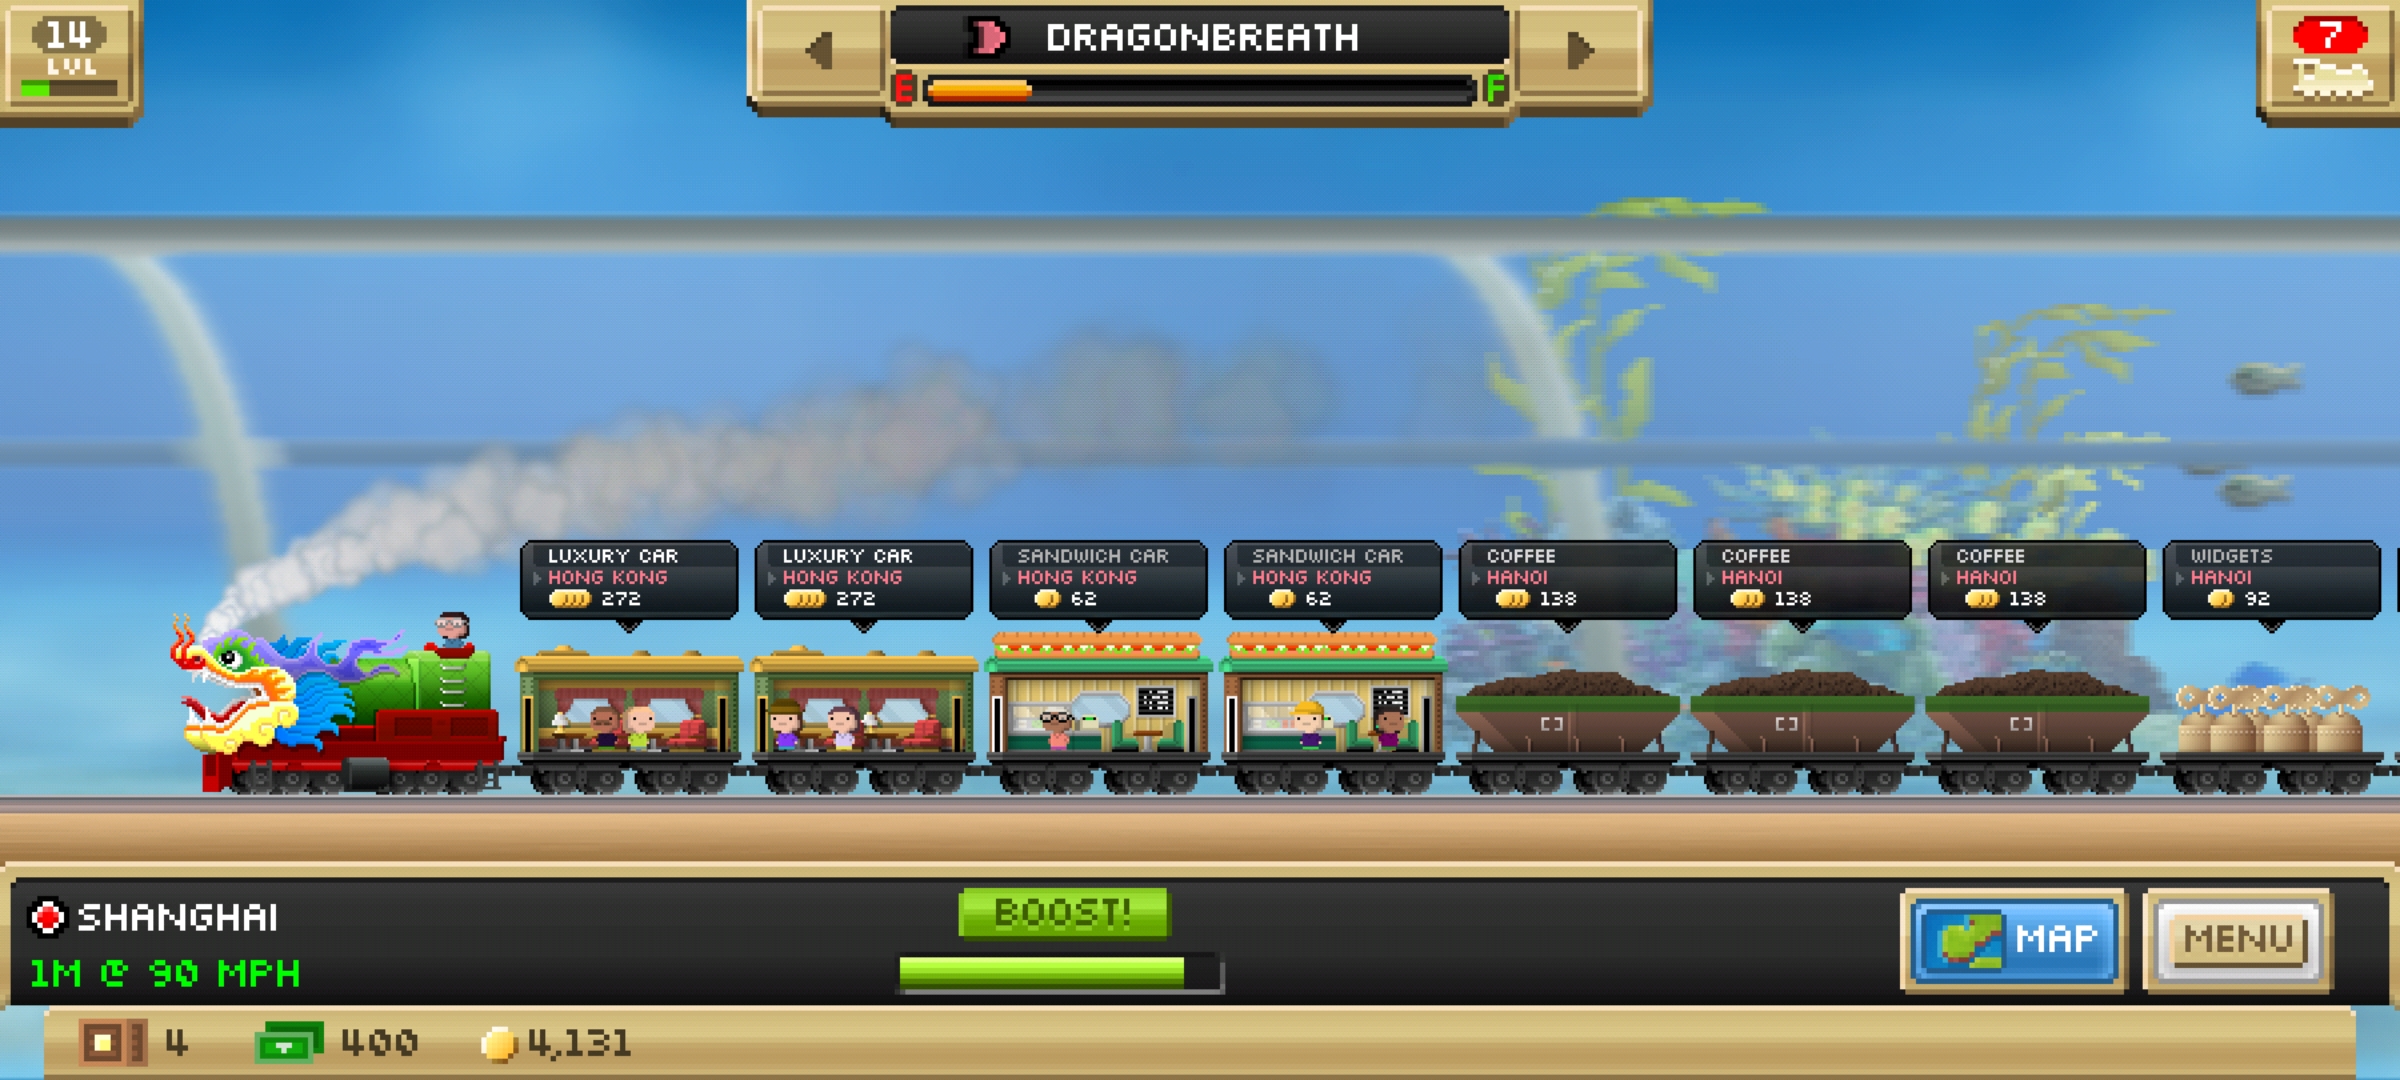 14
LVL
DRAGONBREATH
E F
7
LUXURY CAR
HONG KONG
272
LUXURY CAR
HONG KONG
272
SANDWICH CAR
HONG KONG
62
SANDWICH CAR
HONG KONG
62
COFFEE
HANOI
138
COFFEE
HANOI
138
COFFEE
HANOI
138
WIDGETS
HANOI
92
SHANGHAI
1M @ 90 MPH
BOOST!
MAP
MENU
4
400
4,131